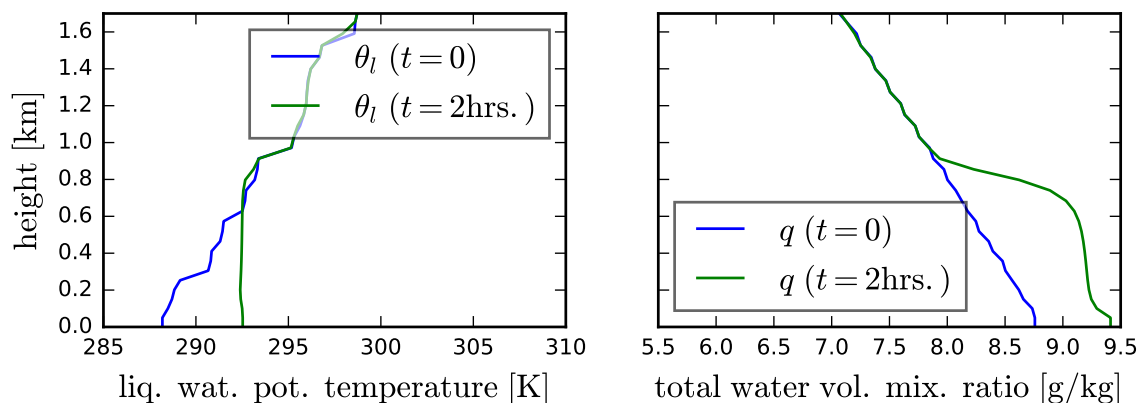 height [km]
1.6
1.4
1.2
1.0
0.8
0.6
0.4
0.2
0.0
θ_l (t = 0)
θ_l (t = 2hrs.)
285 290 295 300 305 310
liq. wat. pot. temperature [K]
q (t = 0)
q (t = 2hrs.)
5.5 6.0 6.5 7.0 7.5 8.0 8.5 9.0 9.5
total water vol. mix. ratio [g/kg]